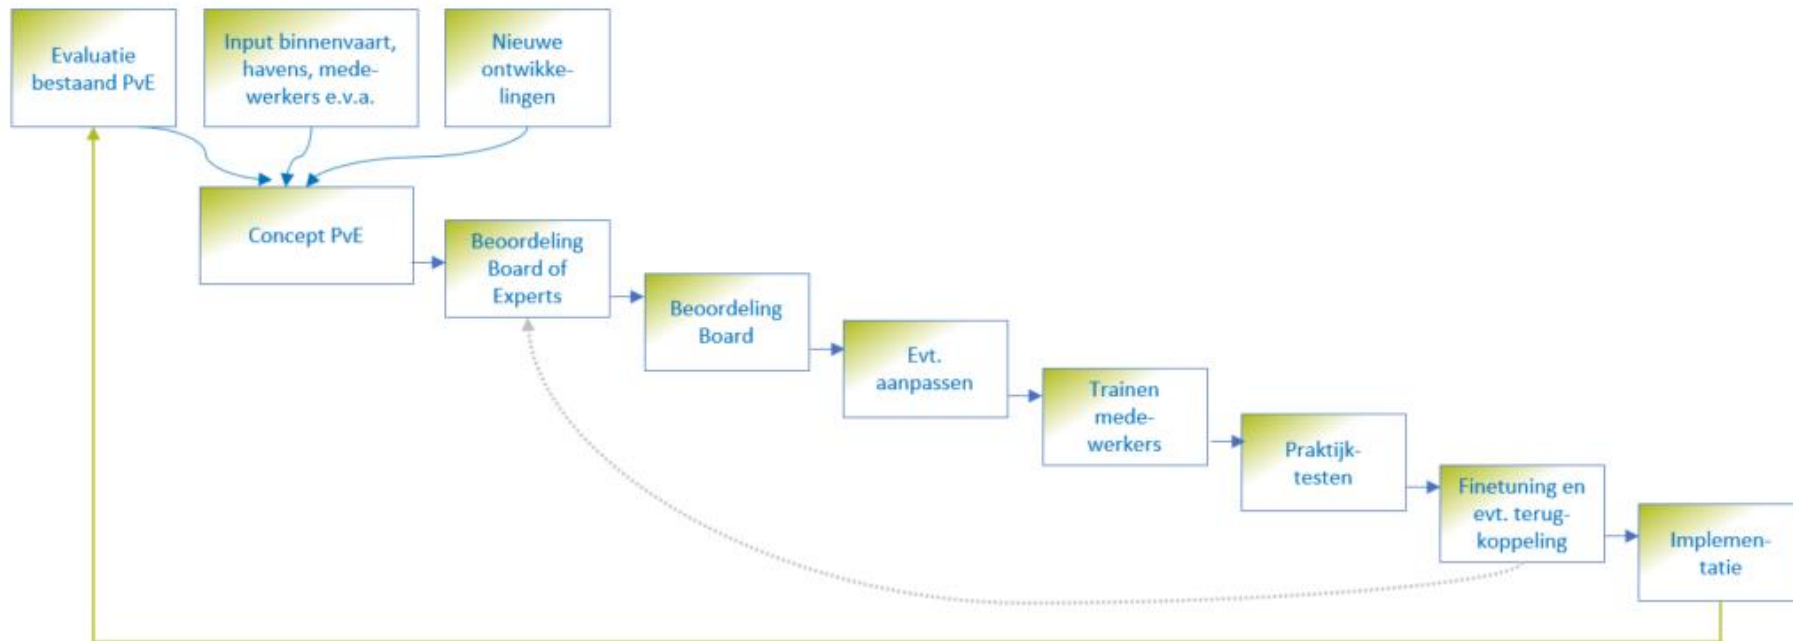 Evaluatie
bestaand PvE
Input binnenvaart,
havens, mede-
werkers e.v.a.
Nieuwe
ontwikke-
lingen
Concept PvE
Beoordeling
Board of
Experts
Beoordeling
Board
Evt.
aanpassen
Trainen
mede-
werkers
Praktijk-
testen
Finetuning en
evt. terug-
koppeling
Implemen-
tatie